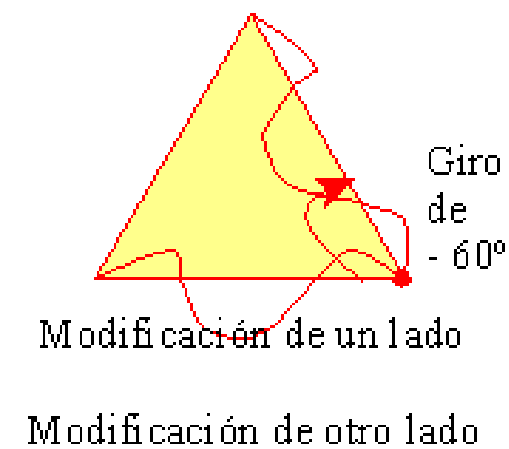 Giro
de
- 60º
Modificación de un lado
Modificación de otro lado